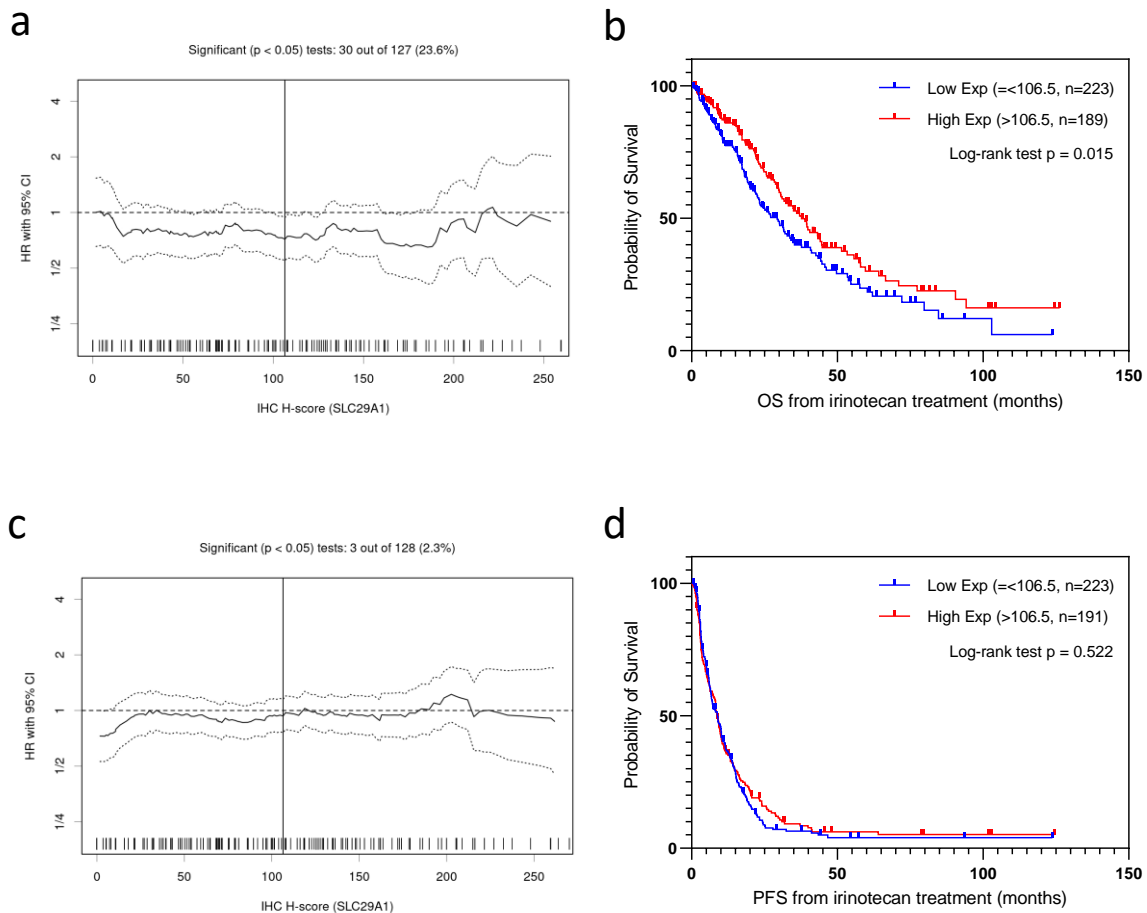 a
Significant (p < 0.05) tests: 30 out of 127 (23.6%)
HR with 95% CI
4
2
1
1/2
1/4
0 50 100 150 200 250
IHC H-score (SLC29A1)
b
Low Exp (=<106.5, n=223)
High Exp (>106.5, n=189)
Log-rank test p = 0.015
Probability of Survival
100
50
0
0 50 100 150
OS from irinotecan treatment (months)
c
Significant (p < 0.05) tests: 3 out of 128 (2.3%)
HR with 95% CI
4
2
1
1/2
1/4
0 50 100 150 200 250
IHC H-score (SLC29A1)
d
Low Exp (=<106.5, n=223)
High Exp (>106.5, n=191)
Log-rank test p = 0.522
Probability of Survival
100
50
0
0 50 100 150
PFS from irinotecan treatment (months)